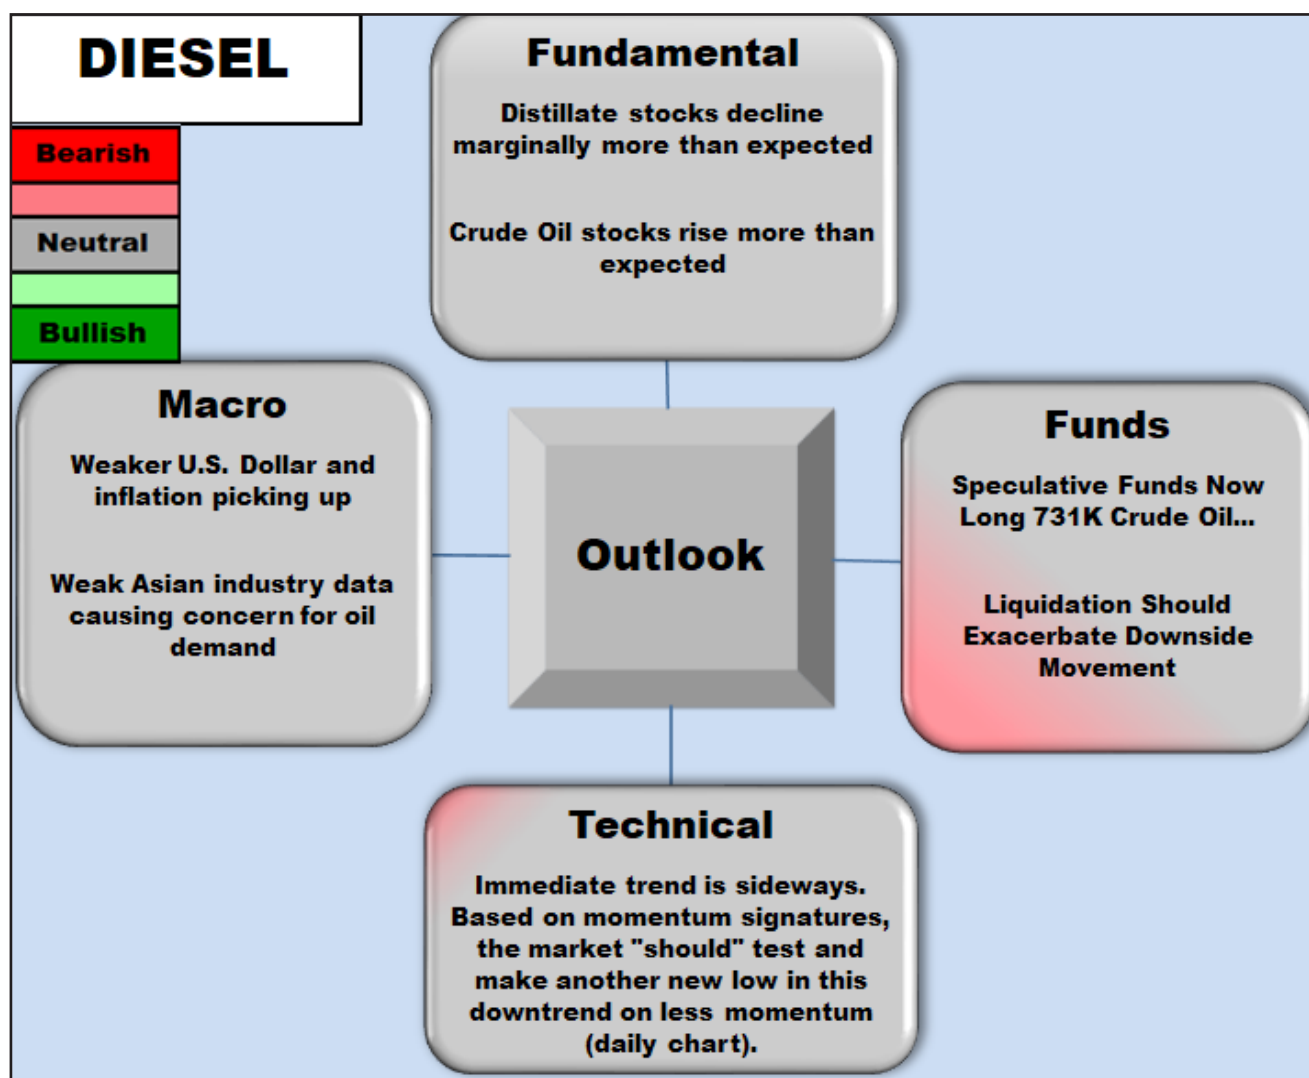 DIESEL
Bearish
Neutral
Bullish
Fundamental
Distillate stocks decline
marginally more than expected
Crude Oil stocks rise more than
expected
Macro
Weaker U.S. Dollar and
inflation picking up
Weak Asian industry data
causing concern for oil
demand
Outlook
Funds
Speculative Funds Now
Long 731K Crude Oil...
Liquidation Should
Exacerbate Downside
Movement
Technical
Immediate trend is sideways.
Based on momentum signatures,
the market "should" test and
make another new low in this
downtrend on less momentum
(daily chart).